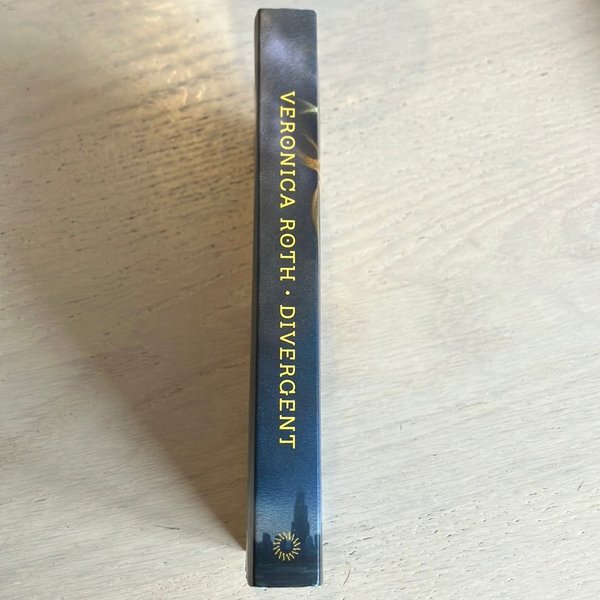 VERONICA ROTH · DIVERGENT